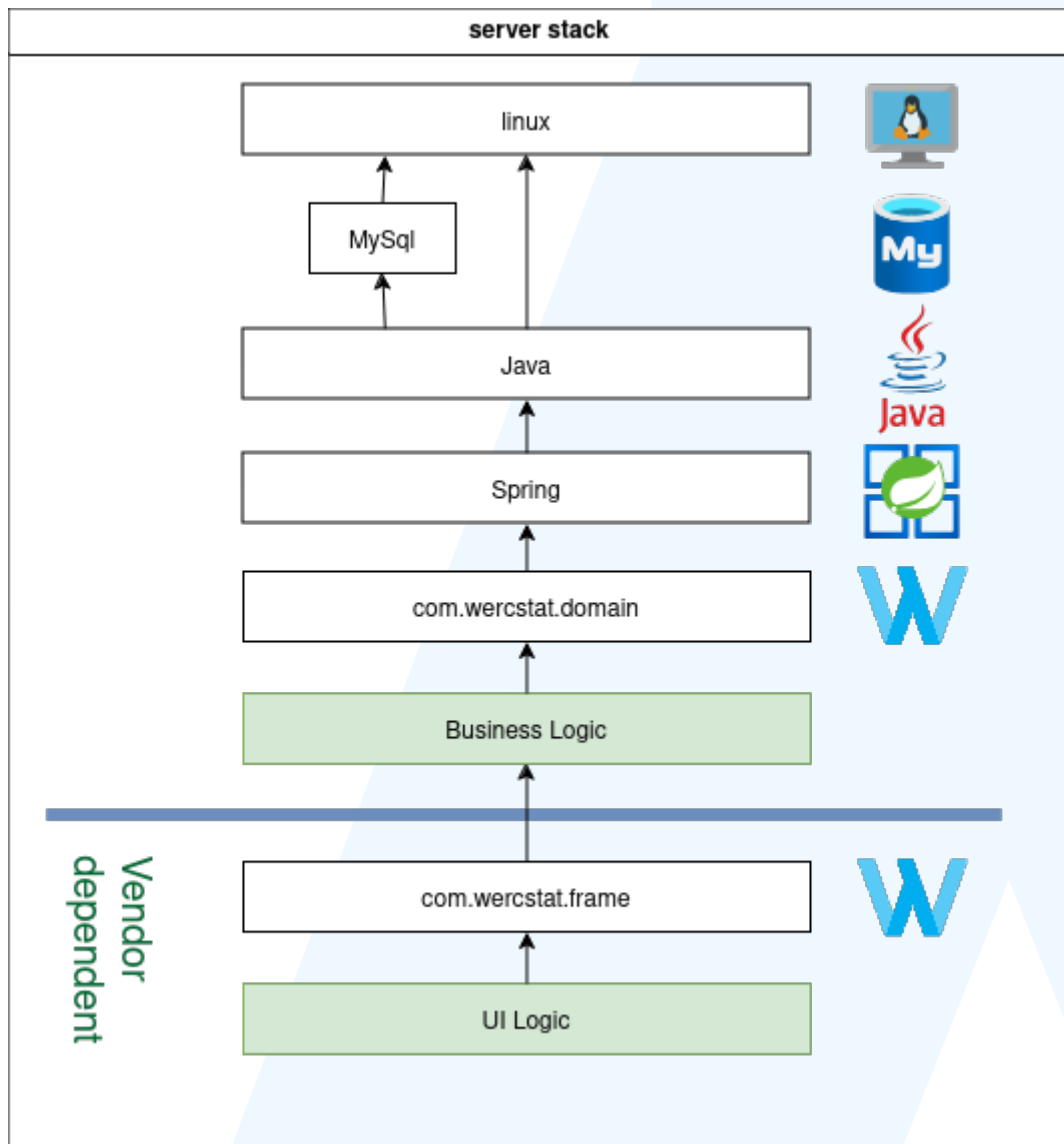 server stack
linux
MySql
My
Java
Java
Spring
com.wercstat.domain
W
Business Logic
Vendor
dependent
com.wercstat.frame
W
UI Logic